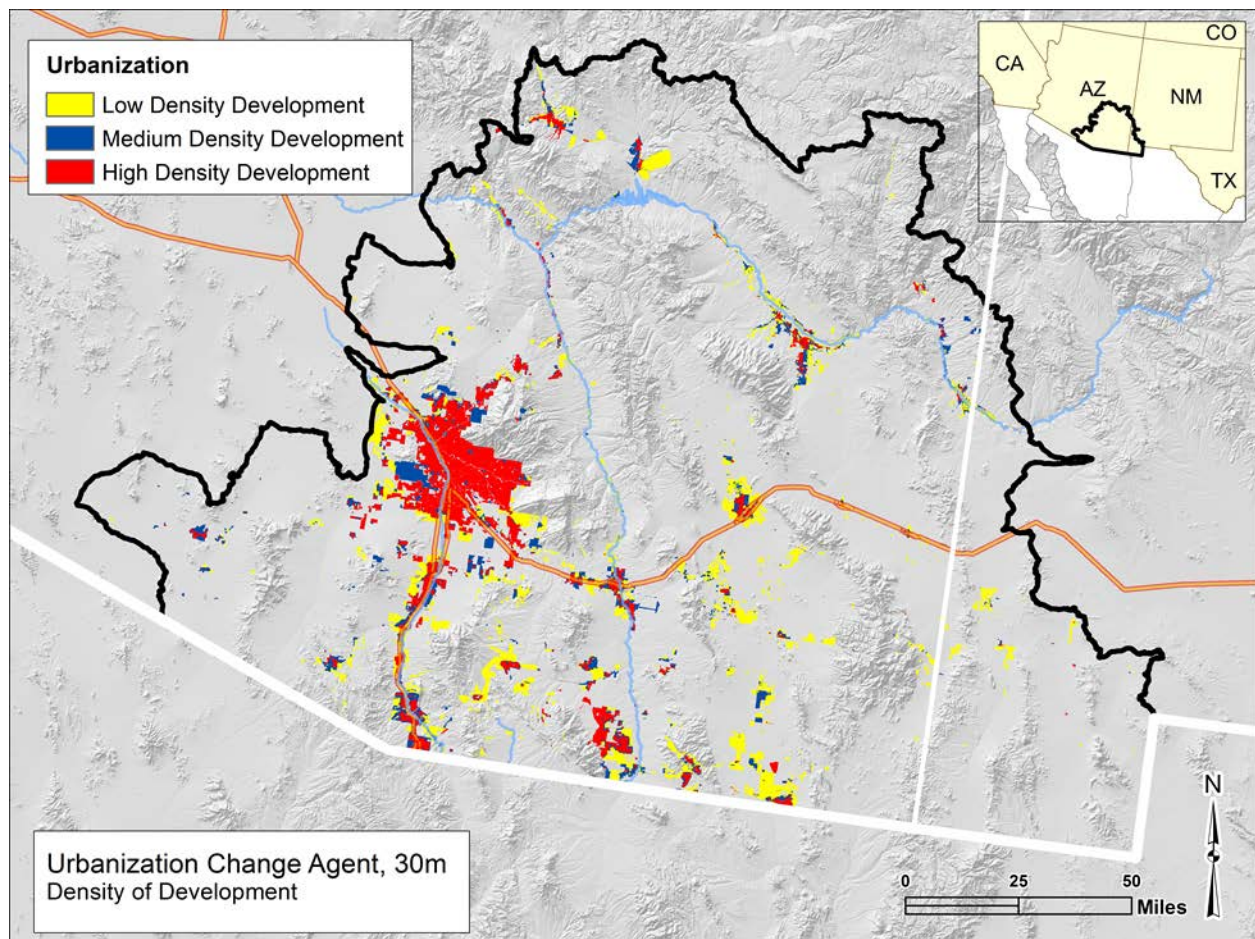 Urbanization
Low Density Development
Medium Density Development
High Density Development
CO
CA
AZ
NM
TX
N
Urbanization Change Agent, 30m
Density of Development
0 25 50
Miles